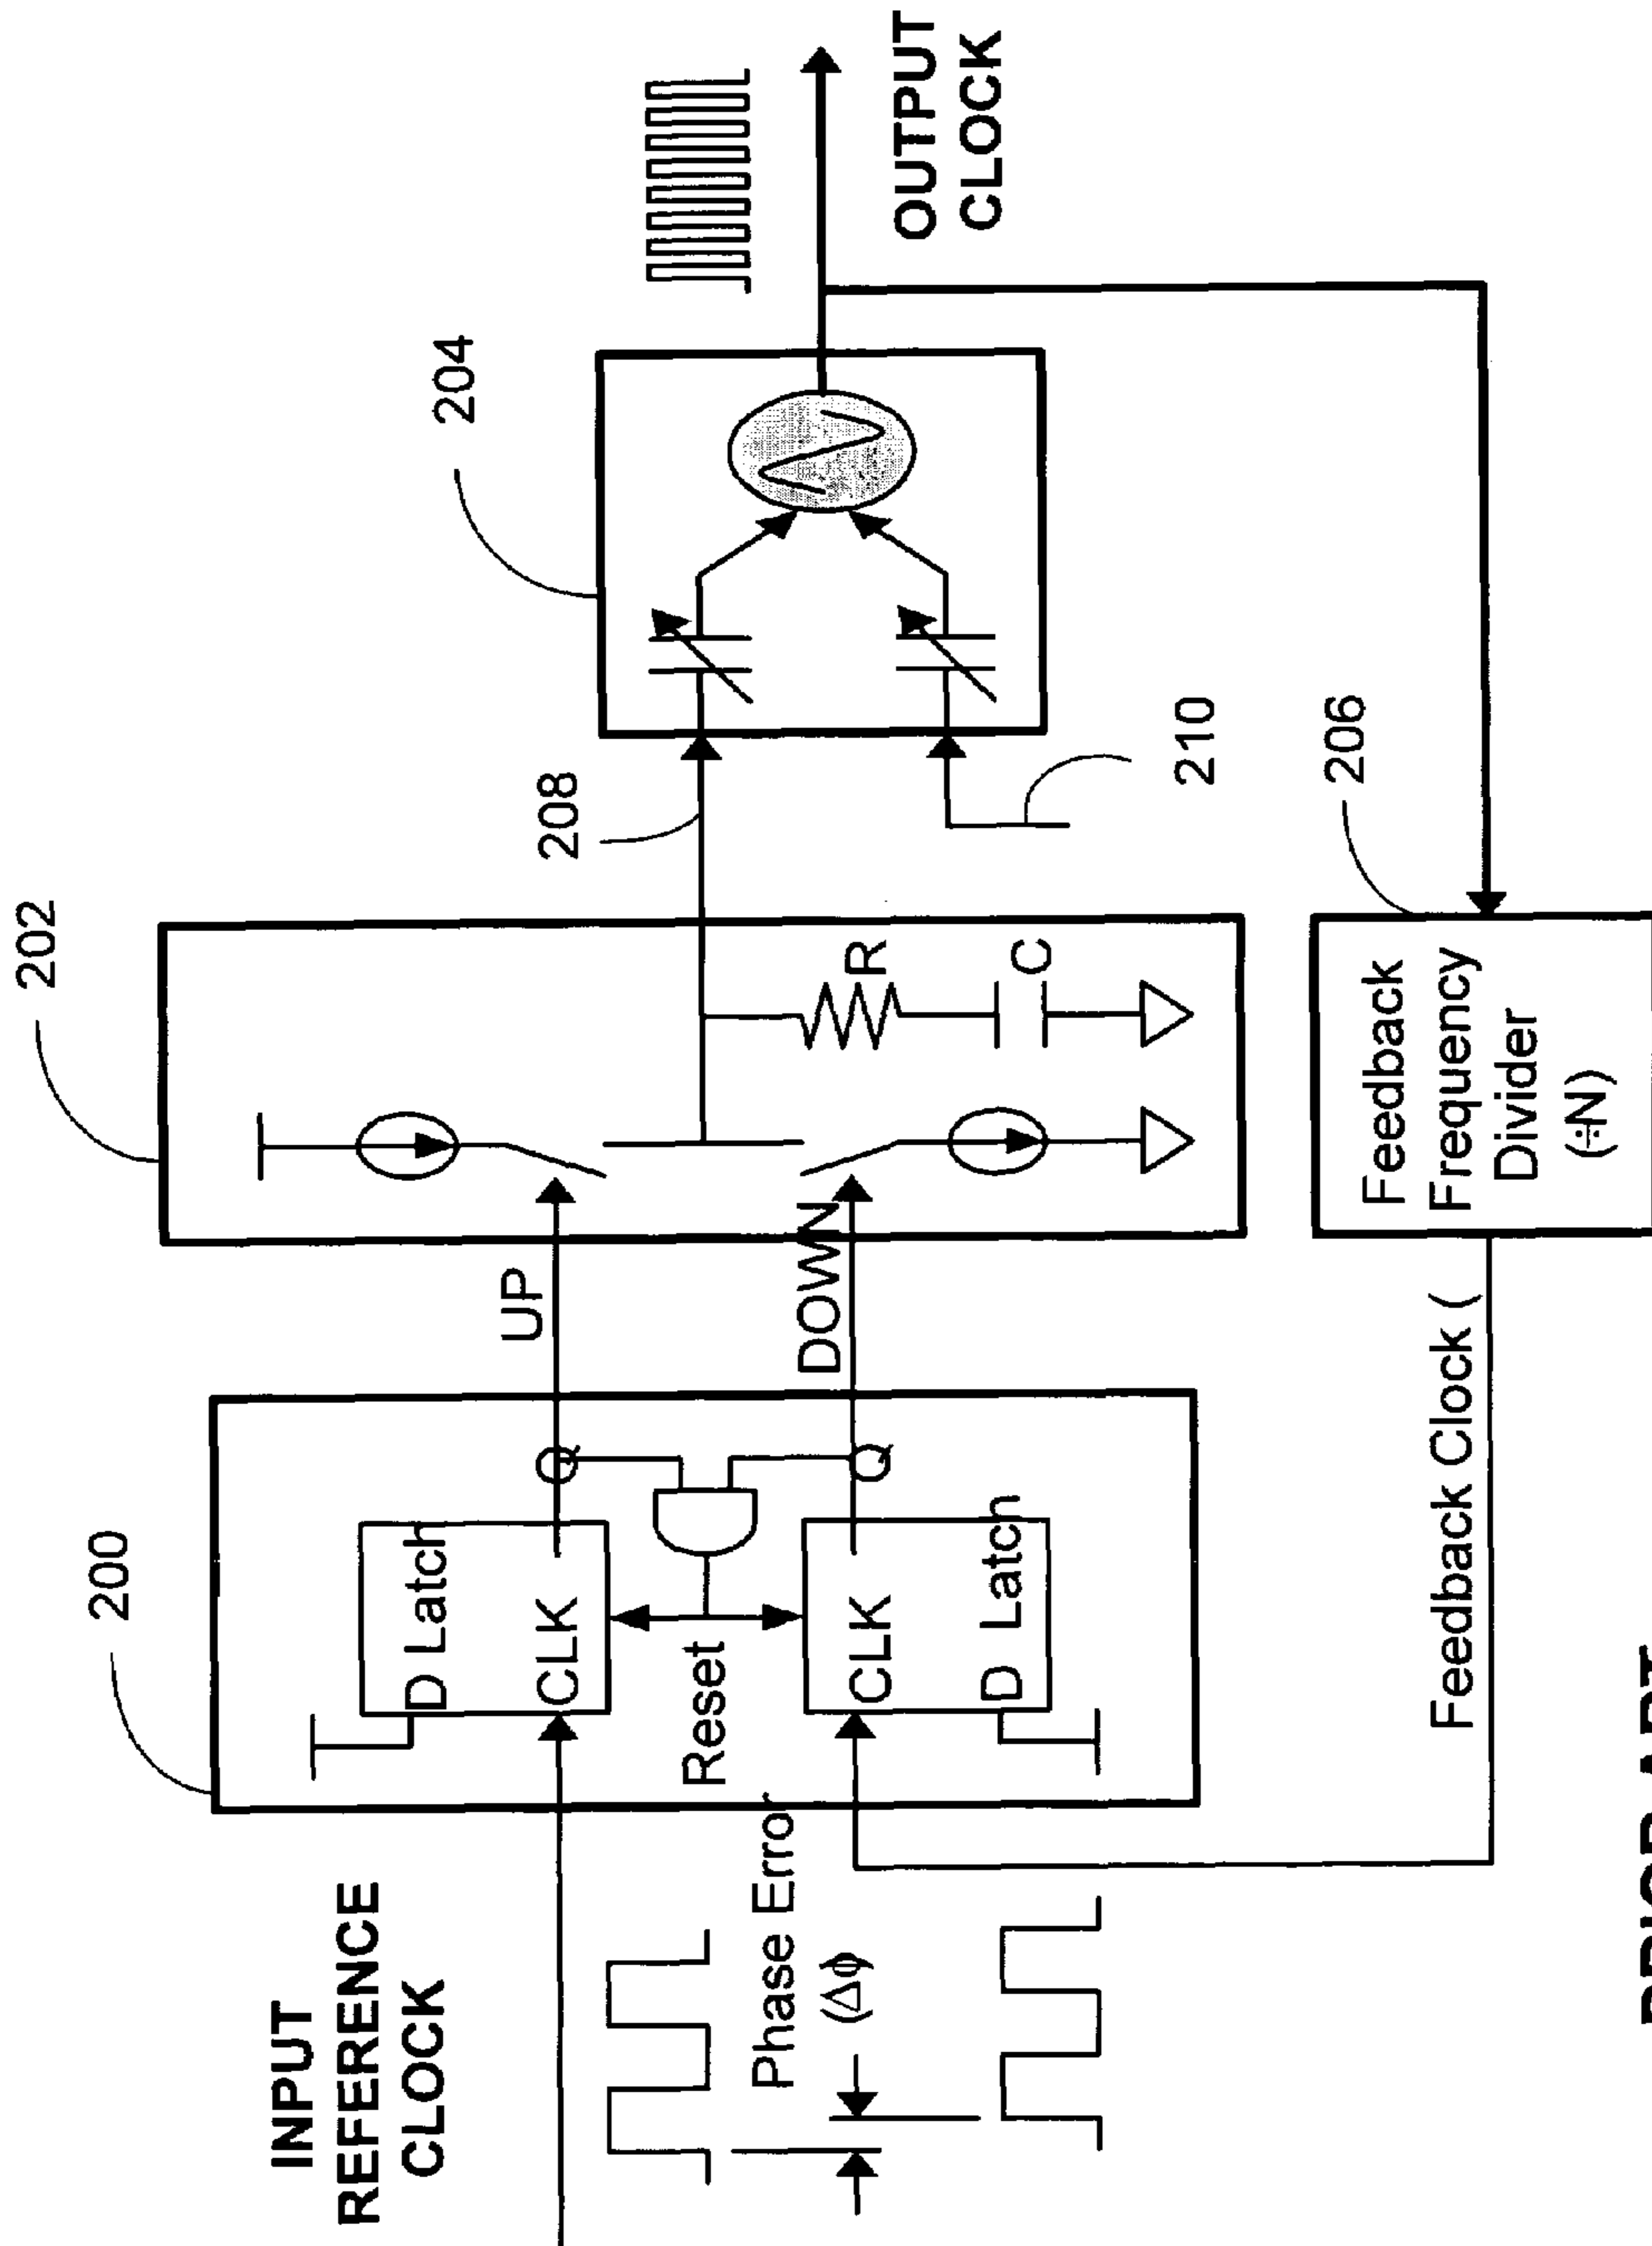 INPUT
REFERENCE
CLOCK
200
D Latch
CLK
Q
UP
Reset
Phase Error
(Δϕ)
CLK
D Latch
Q
DOWN
202
R
C
208
204
210
OUTPUT
CLOCK
206
Feedback
Frequency
Divider
(÷N)
Feedback Clock (